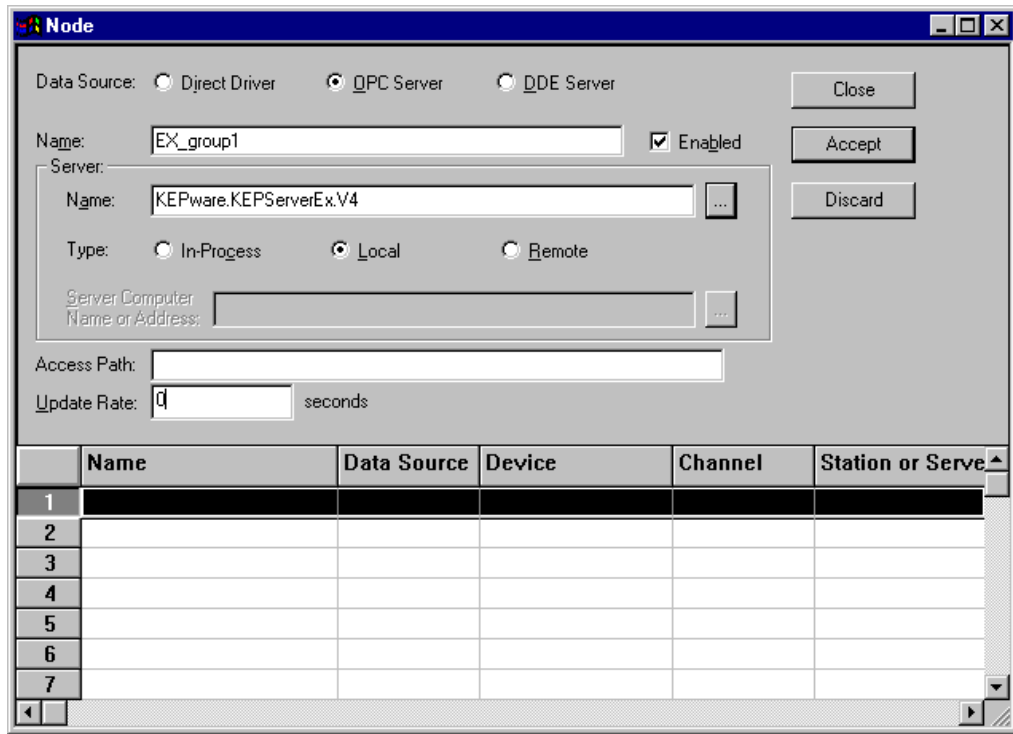 Node
Data Source: Direct Driver OPC Server DDE Server Close
Name: EX_group1 Enabled Accept
Server:
Name: KEPware.KEPServerEx.V4 ... Discard
Type: In-Process Local Remote
Server Computer
Name or Address: ...
Access Path:
Update Rate: 0 seconds
Name Data Source Device Channel Station or Serve
1
2
3
4
5
6
7